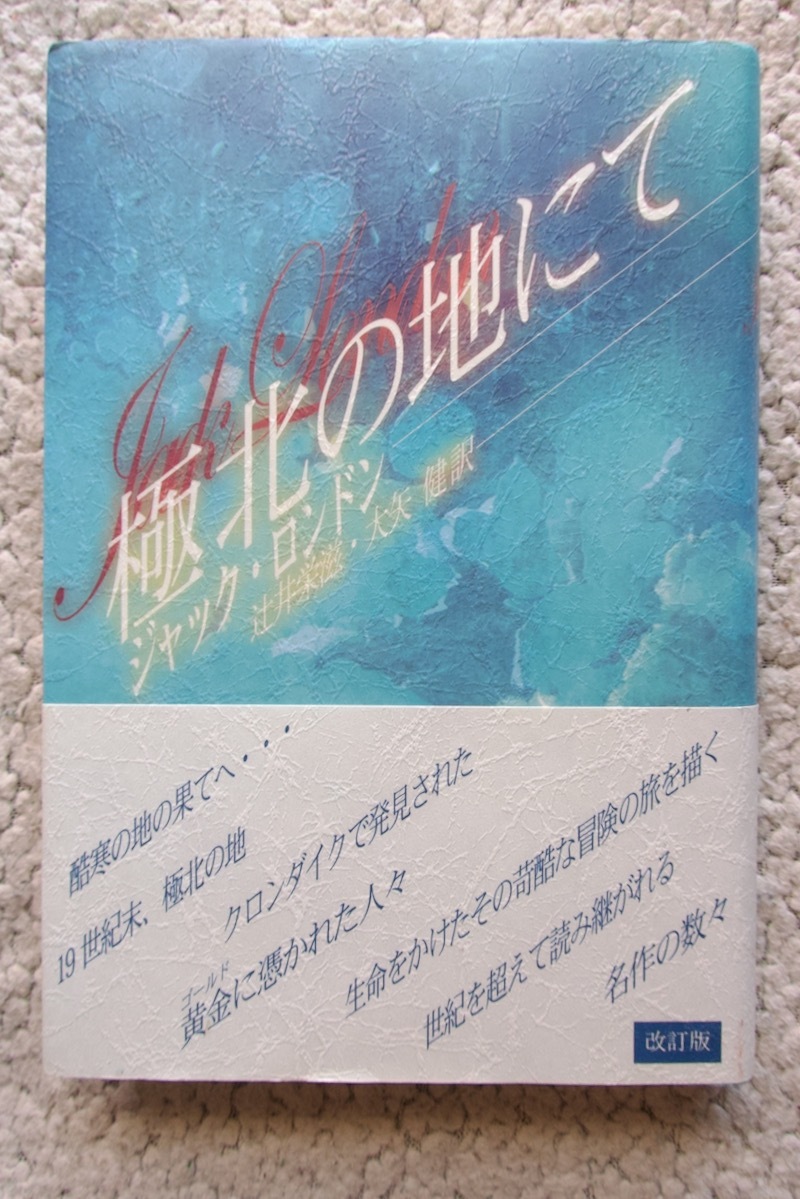 極北の地にて
Jack London
ジャック・ロンドン
辻井栄滋・大矢 健訳
酷寒の地の果てへ・・・
19世紀末、極北の地
クロンダイクで発見された
ゴールド
黄金に憑かれた人々
生命をかけたその苛酷な冒険の旅を描く
世紀を超えて読み継がれる
名作の数々
改訂版